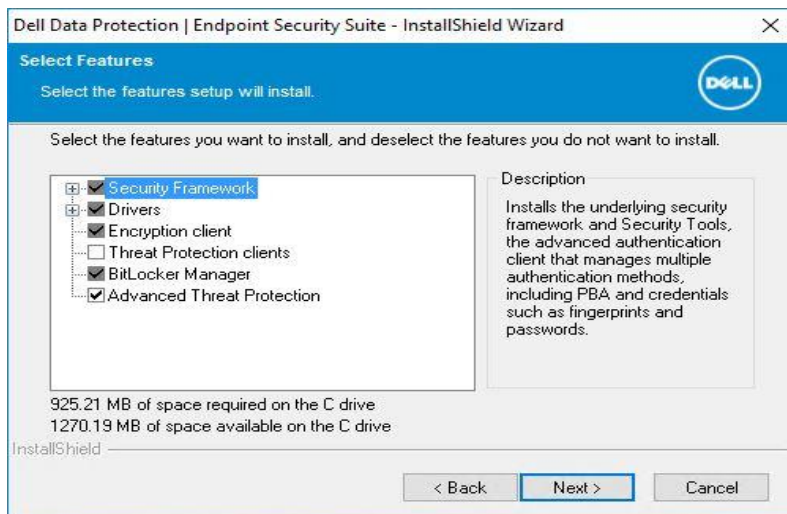 Dell Data Protection | Endpoint Security Suite - InstallShield Wizard
Select Features
Select the features setup will install.
DELL
Select the features you want to install, and deselect the features you do not want to install.
Security Framework
Drivers
Encryption client
Threat Protection clients
BitLocker Manager
Advanced Threat Protection
Description
Installs the underlying security
framework and Security Tools,
the advanced authentication
client that manages multiple
authentication methods,
including PBA and credentials
such as fingerprints and
passwords.
925.21 MB of space required on the C drive
1270.19 MB of space available on the C drive
InstallShield
< Back
Next >
Cancel